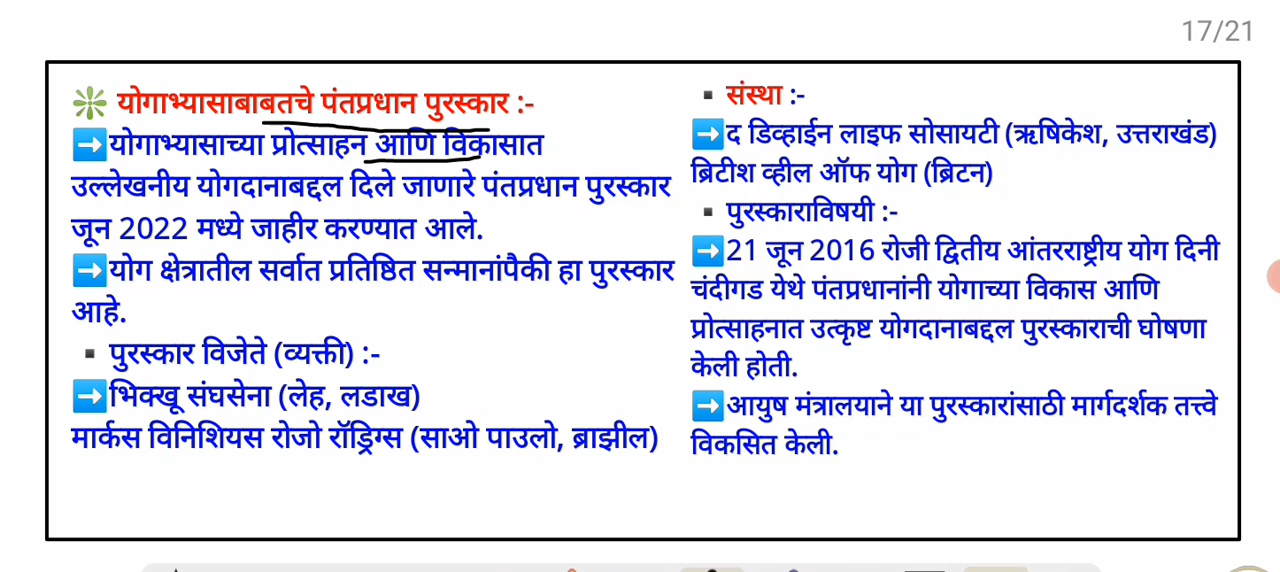 17/21
योगाभ्यासाबाबतचे पंतप्रधान पुरस्कार :-
➡योगाभ्यासाच्या प्रोत्साहन आणि विकासात
उल्लेखनीय योगदानाबद्दल दिले जाणारे पंतप्रधान पुरस्कार
जून 2022 मध्ये जाहीर करण्यात आले.
➡योग क्षेत्रातील सर्वात प्रतिष्ठित सन्मानांपैकी हा पुरस्कार
आहे.
▪ पुरस्कार विजेते (व्यक्ती) :-
➡भिक्खू संघसेना (लेह, लडाख)
मार्कस विनिशियस रोजो रॉड्रिग्स (साओ पाउलो, ब्राझील)
▪ संस्था :-
➡द डिव्हाईन लाइफ सोसायटी (ऋषिकेश, उत्तराखंड)
ब्रिटीश व्हील ऑफ योग (ब्रिटन)
▪ पुरस्काराविषयी :-
➡21 जून 2016 रोजी द्वितीय आंतरराष्ट्रीय योग दिनी
चंदीगड येथे पंतप्रधानांनी योगाच्या विकास आणि
प्रोत्साहनात उत्कृष्ट योगदानाबद्दल पुरस्काराची घोषणा
केली होती.
➡आयुष मंत्रालयाने या पुरस्कारांसाठी मार्गदर्शक तत्त्वे
विकसित केली.